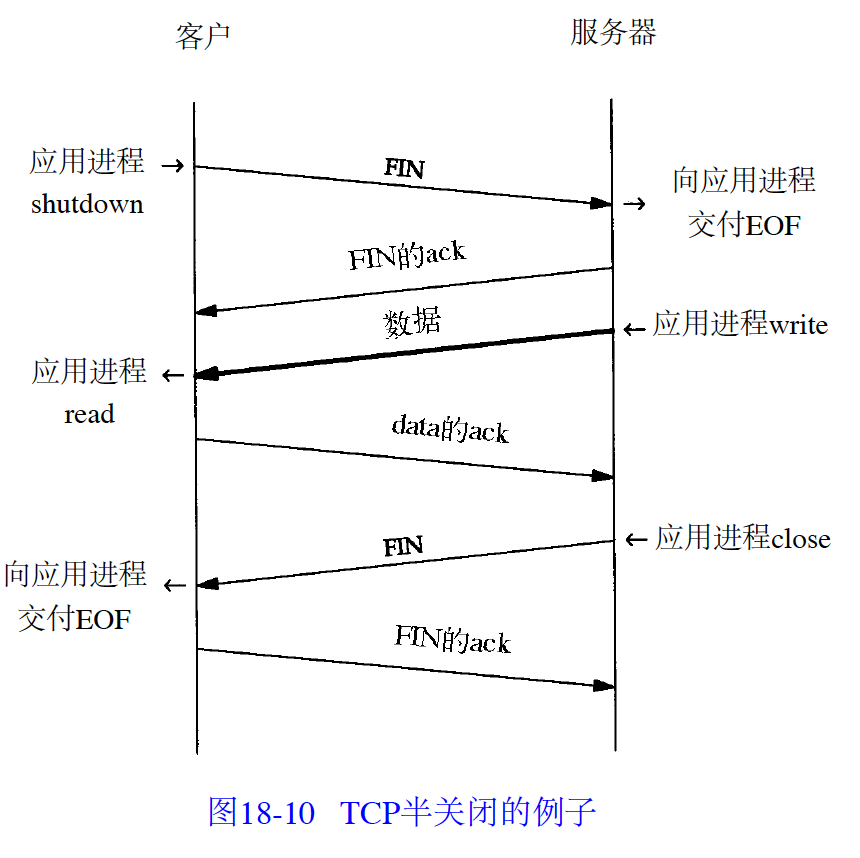 客户
服务器
应用进程
shutdown
FIN
向应用进程
交付EOF
FIN的ack
数据
应用进程write
应用进程
read
data的ack
应用进程close
FIN
向应用进程
交付EOF
FIN的ack
图18-10 TCP半关闭的例子